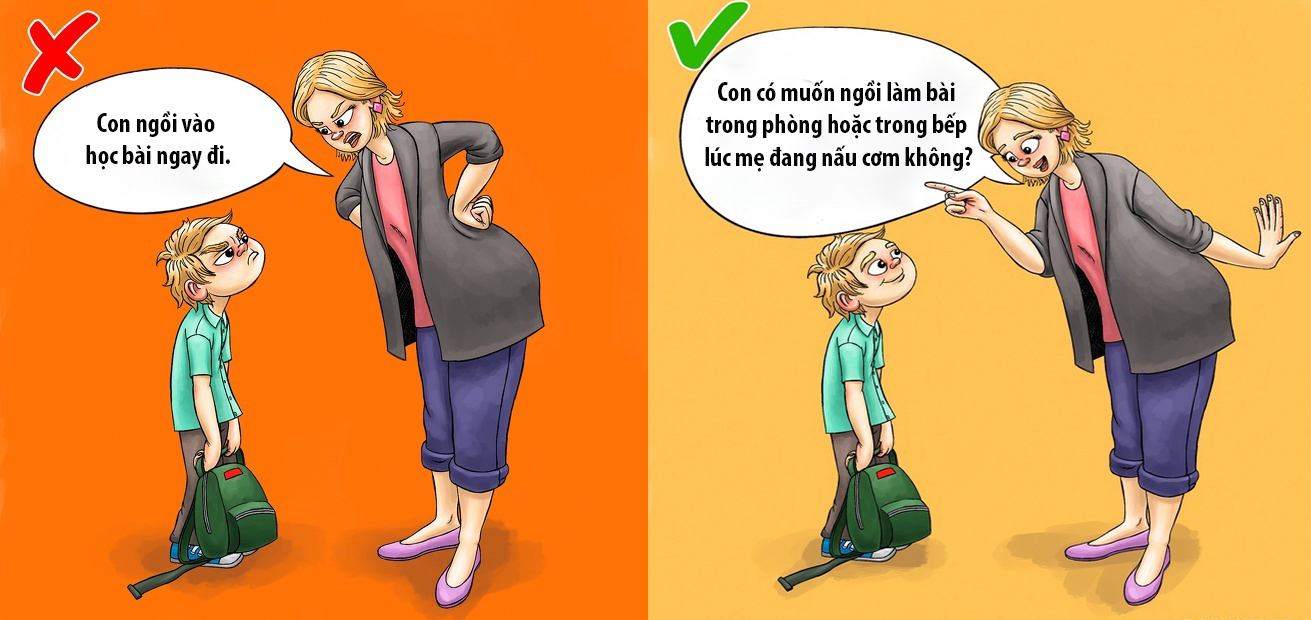 Con ngồi vào
học bài ngay đi.
Con có muốn ngồi làm bài
trong phòng hoặc trong bếp
lúc mẹ đang nấu cơm không?